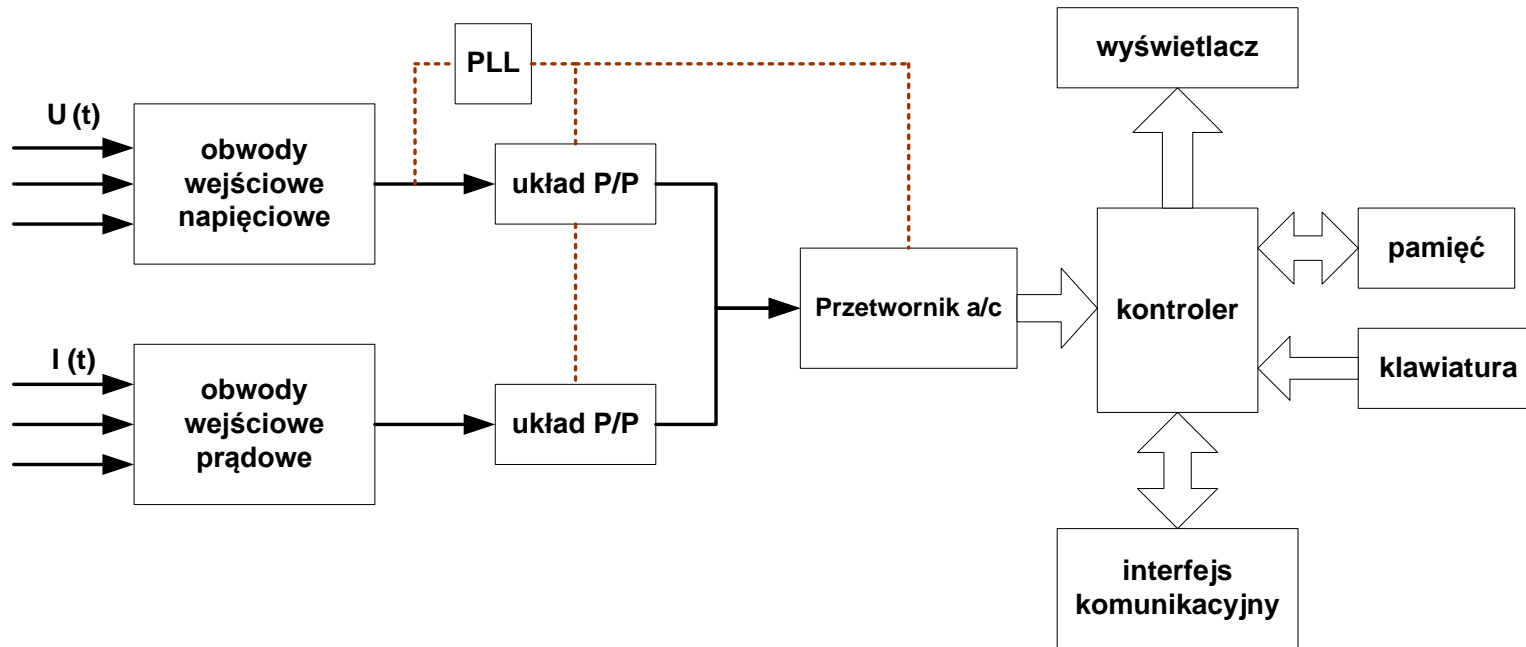 PLL
wyświetlacz
U (t)
obwody
wejściowe
napięciowe
układ P/P
Przetwornik a/c
kontroler
pamięć
klawiatura
I (t)
obwody
wejściowe
prądowe
układ P/P
interfejs
komunikacyjny